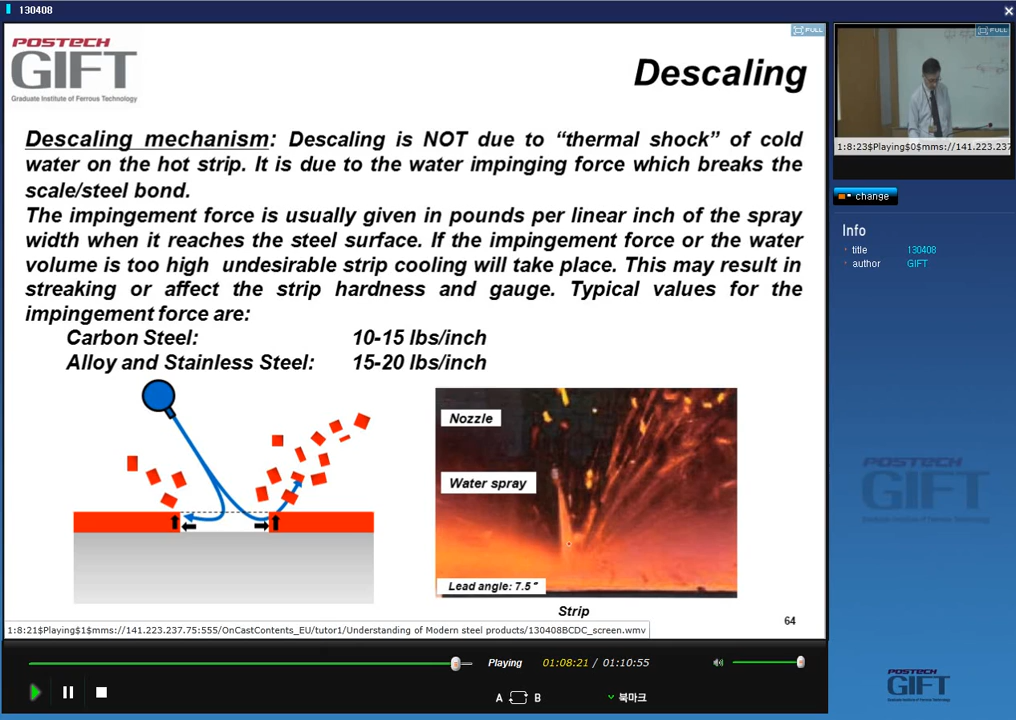 130408
FULL
POSTECH
GIFT
Graduate Institute of Ferrous Technology
Descaling
Descaling mechanism: Descaling is NOT due to “thermal shock” of cold
water on the hot strip. It is due to the water impinging force which breaks the
scale/steel bond.
The impingement force is usually given in pounds per linear inch of the spray
width when it reaches the steel surface. If the impingement force or the water
volume is too high undesirable strip cooling will take place. This may result in
streaking or affect the strip hardness and gauge. Typical values for the
impingement force are:
Carbon Steel: 10-15 lbs/inch
Alloy and Stainless Steel: 15-20 lbs/inch
Nozzle
Water spray
Lead angle: 7.5°
Strip
64
1:8:21$Playing$1$mms://141.223.237.75:555/OnCastContents_EU/tutor1/Understanding of Modern steel products/130408BCDC_screen.wmv
FULL
1:8:23$Playing$0$mms://141.223.237
change
Info
title 130408
author GIFT
POSTECH
GIFT
Playing 01:08:21 / 01:10:55
A B 북마크
POSTECH
GIFT